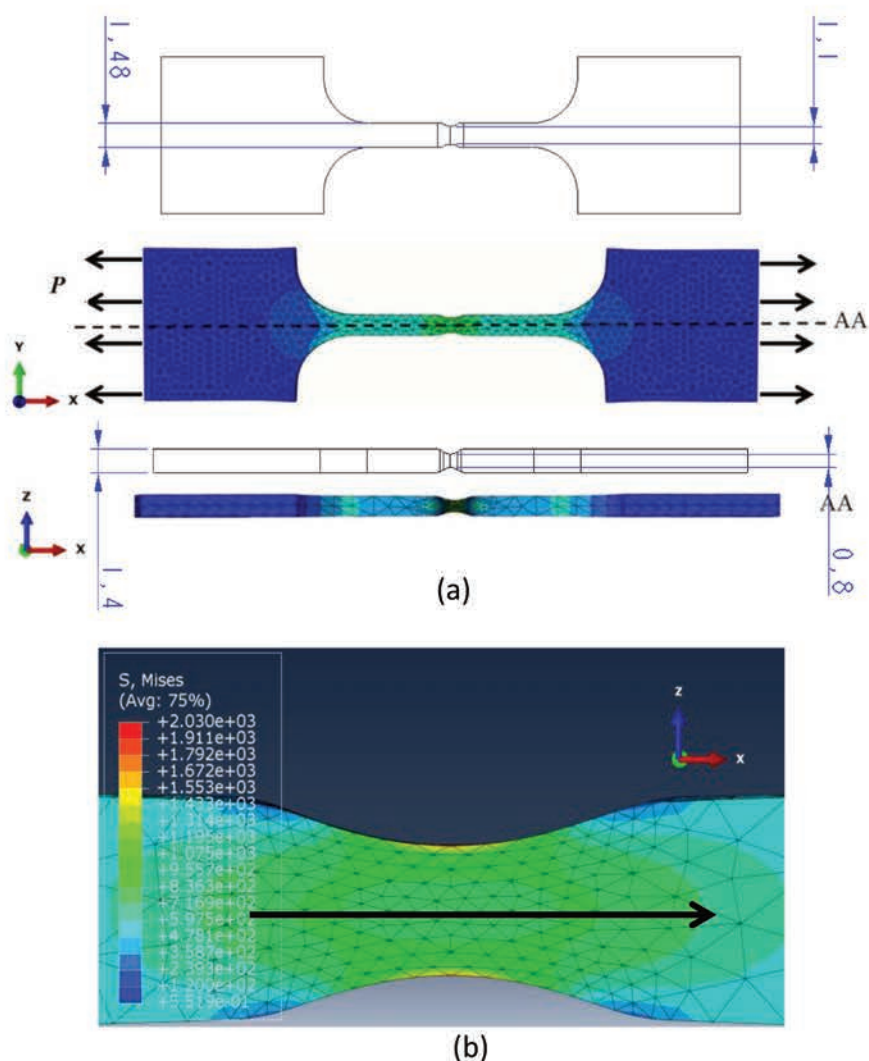 1,48
1,1
P
AA
Y
X
Z
X
AA
1,4
0,8
(a)
S, Mises
(Avg: 75%)
+2.030e+03
+1.911e+03
+1.792e+03
+1.672e+03
+1.553e+03
+1.433e+03
+1.314e+03
+1.195e+03
+1.075e+03
+9.557e+02
+8.363e+02
+7.169e+02
+5.975e+02
+4.781e+02
+3.587e+02
+2.393e+02
+1.200e+02
Z
X
(b)